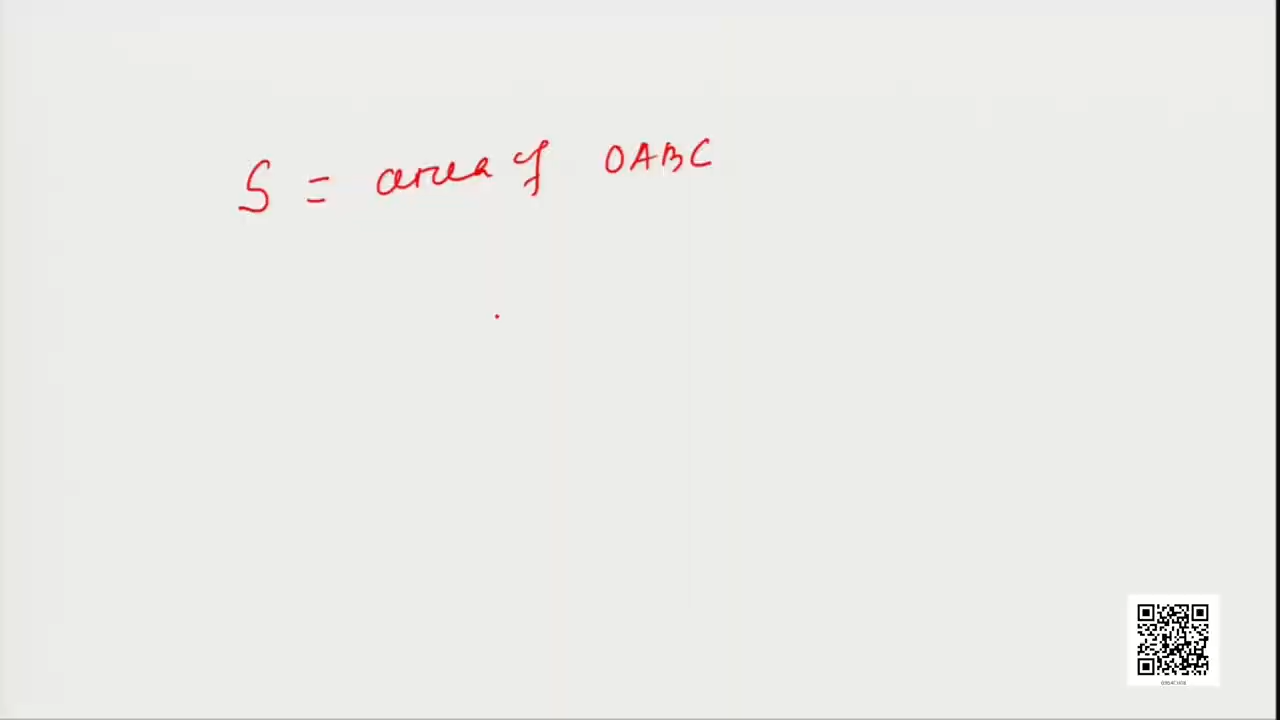 S = area of OABC